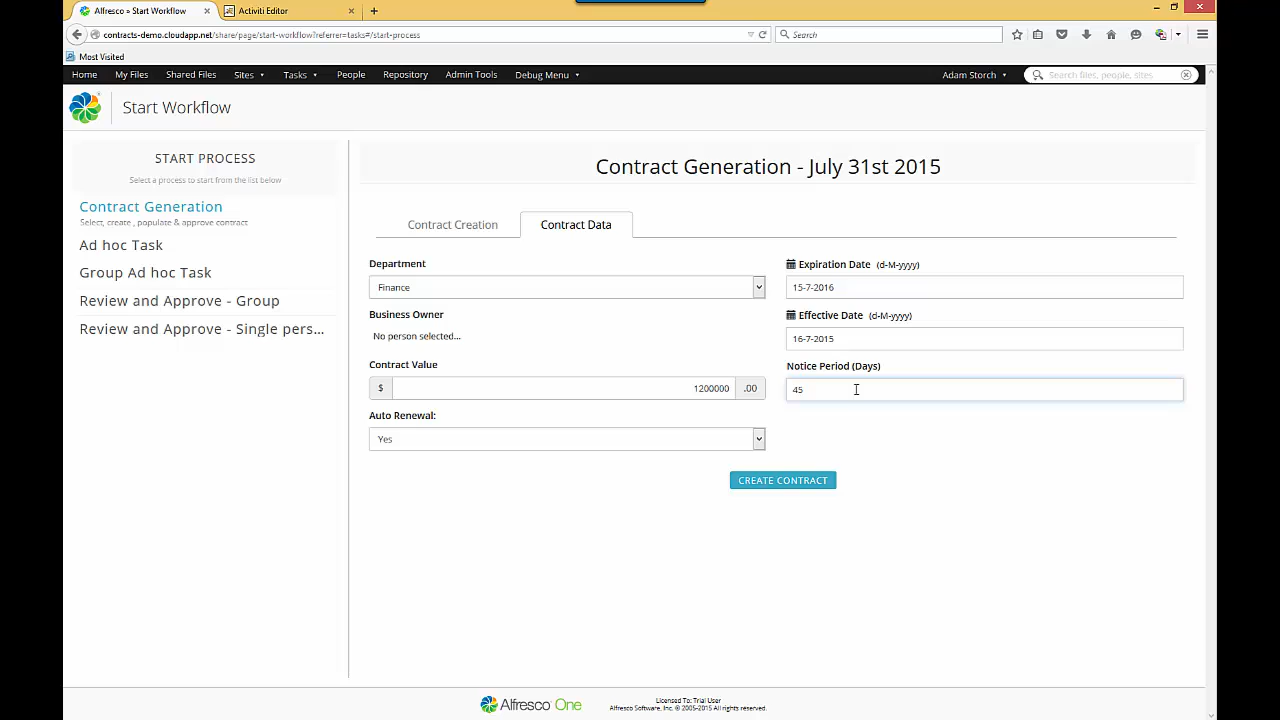 Alfresco » Start Workflow
Activiti Editor
contracts-demo.cloudapp.net/share/page/start-workflow?referrer=tasks#/start-process
Search
Most Visited
Home My Files Shared Files Sites Tasks People Repository Admin Tools Debug Menu Adam Storch Search files, people, sites
Start Workflow
START PROCESS
Select a process to start from the list below
Contract Generation
Select, create , populate & approve contract
Ad hoc Task
Group Ad hoc Task
Review and Approve - Group
Review and Approve - Single pers...
Contract Generation - July 31st 2015
Contract Creation Contract Data
Department
Finance
Business Owner
No person selected...
Contract Value
$ 1200000 .00
Auto Renewal:
Yes
Expiration Date (d-M-yyyy)
15-7-2016
Effective Date (d-M-yyyy)
16-7-2015
Notice Period (Days)
45
CREATE CONTRACT
Alfresco One
Licensed To: Trial User
Alfresco Software, Inc. © 2005-2015 All rights reserved.